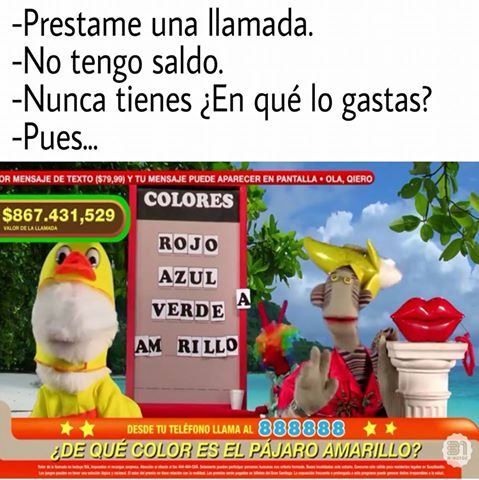 -Prestame una llamada.
-No tengo saldo.
-Nunca tienes ¿En qué lo gastas?
-Pues...
OR MENSAJE DE TEXTO ($79,99) Y TU MENSAJE PUEDE APARECER EN PANTALLA • OLA, QIERO
$867.431,529
VALOR DE LA LLAMADA
COLORES
ROJO
AZUL
VERDE A
AM RILLO
DESDE TU TELÉFONO LLAMA AL 888888
¿DE QUÉ COLOR ES EL PÁJARO AMARILLO?
31